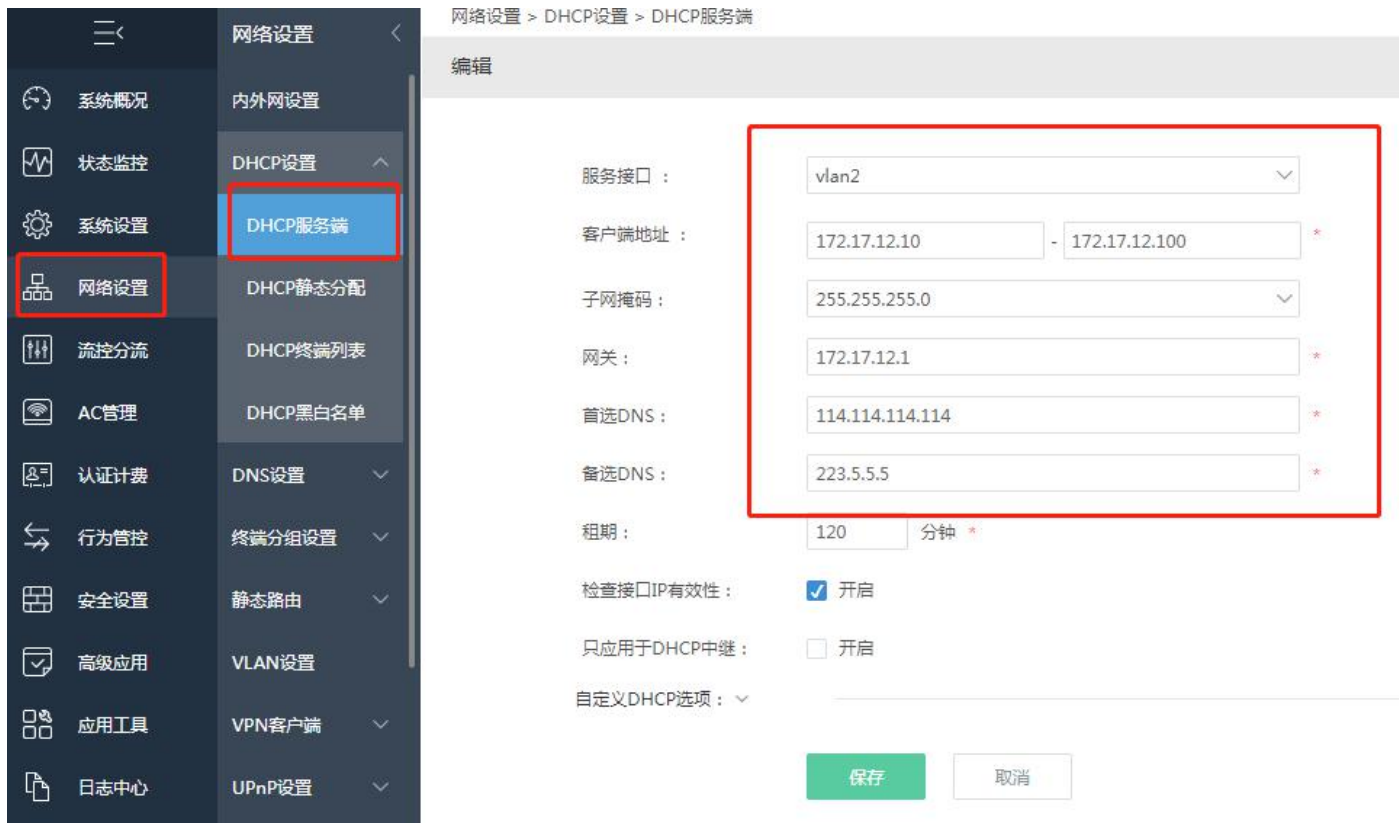 网络设置 > DHCP设置 > DHCP服务端
编辑
系统概况
状态监控
系统设置
网络设置
流控分流
AC管理
认证计费
行为管控
安全设置
高级应用
应用工具
日志中心
网络设置
内外网设置
DHCP设置
DHCP服务端
DHCP静态分配
DHCP终端列表
DHCP黑白名单
DNS设置
终端分组设置
静态路由
VLAN设置
VPN客户端
UPnP设置
服务接口 : vlan2
客户端地址 : 172.17.12.10 - 172.17.12.100 *
子网掩码 : 255.255.255.0
网关 : 172.17.12.1 *
首选DNS : 114.114.114.114 *
备选DNS : 223.5.5.5 *
租期 : 120 分钟 *
检查接口IP有效性 : 开启
只应用于DHCP中继 : 开启
自定义DHCP选项 :
保存 取消